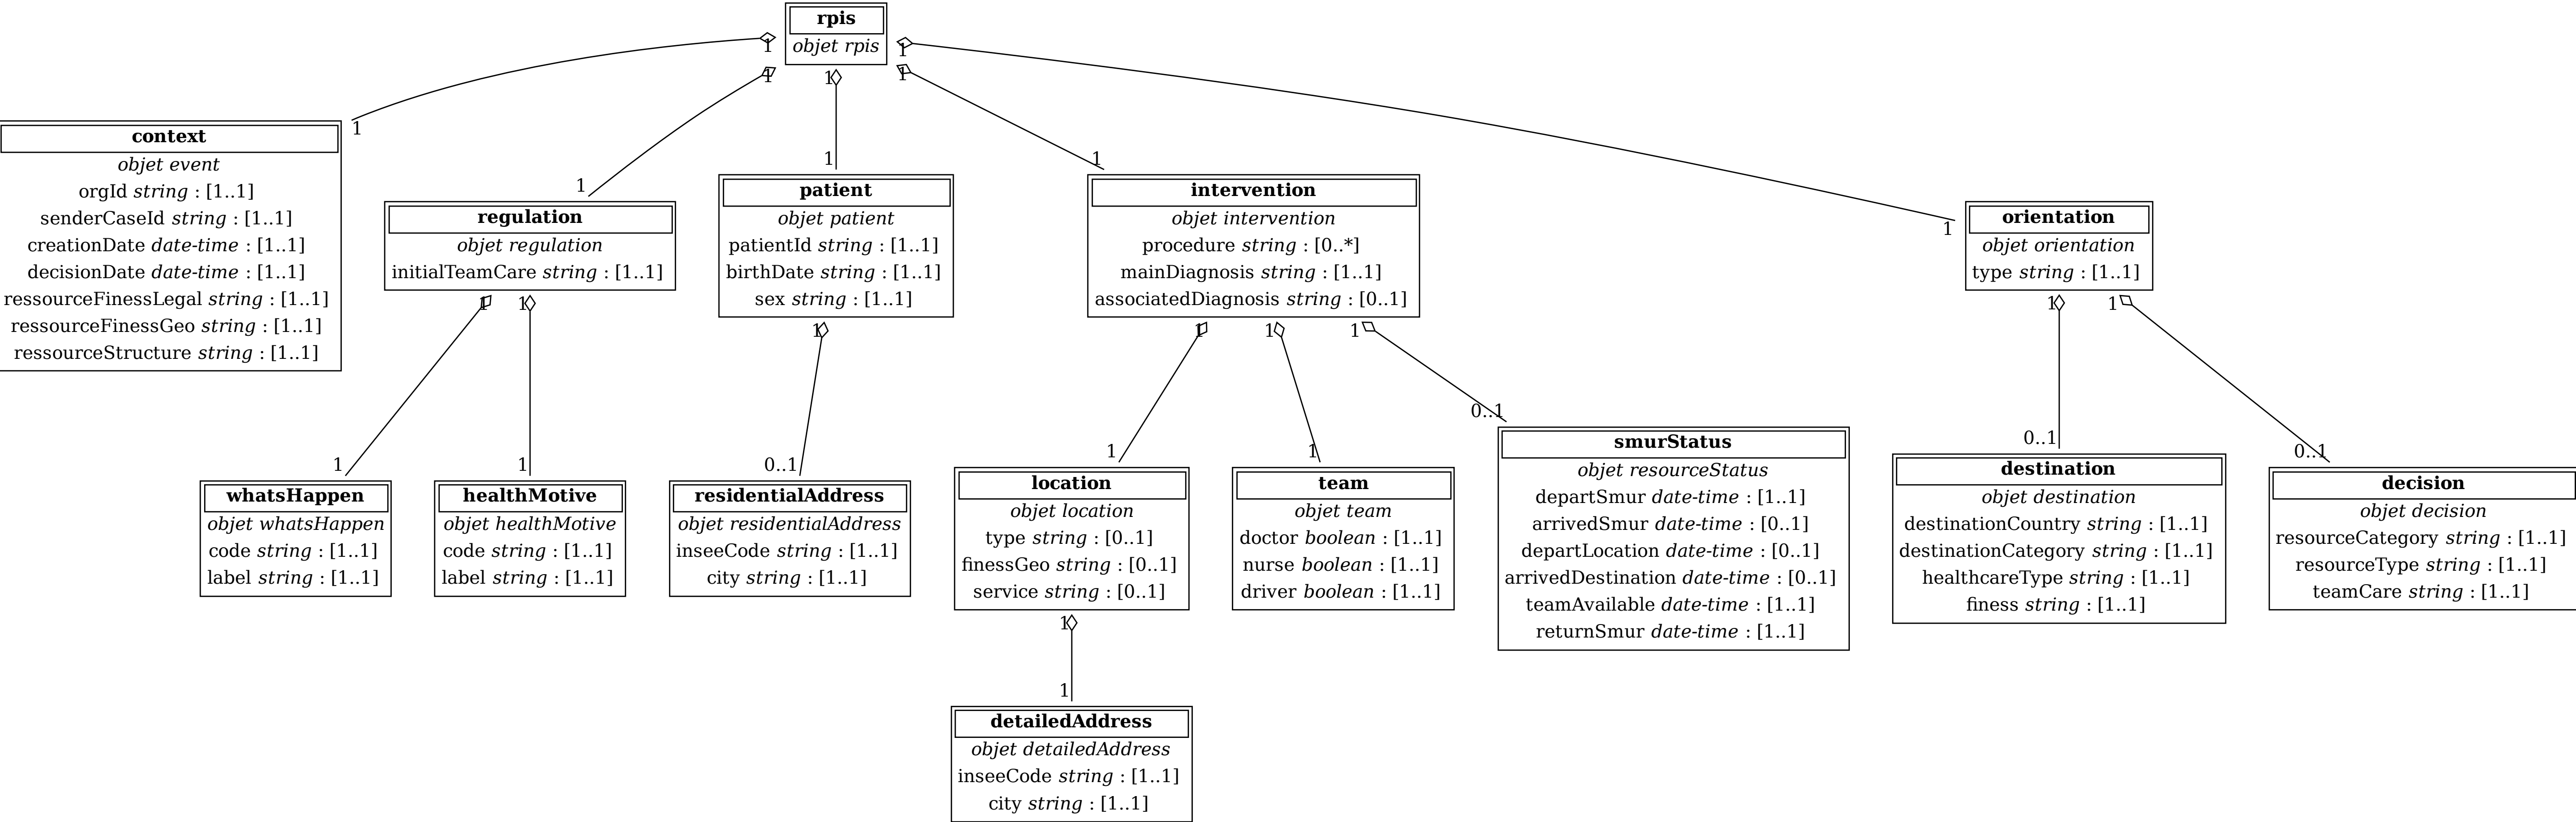 rpis
objet rpis
1
1
1
1
1
context
objet event
orgId string : [1..1]
senderCaseId string : [1..1]
creationDate date-time : [1..1]
decisionDate date-time : [1..1]
ressourceFinessLegal string : [1..1]
ressourceFinessGeo string : [1..1]
ressourceStructure string : [1..1]
1
regulation
objet regulation
initialTeamCare string : [1..1]
1
1
1
patient
objet patient
patientId string : [1..1]
birthDate string : [1..1]
sex string : [1..1]
1
1
intervention
objet intervention
procedure string : [0..*]
mainDiagnosis string : [1..1]
associatedDiagnosis string : [0..1]
1
1
1
1
orientation
objet orientation
type string : [1..1]
1
1
1
1
whatsHappen
objet whatsHappen
code string : [1..1]
label string : [1..1]
1
healthMotive
objet healthMotive
code string : [1..1]
label string : [1..1]
0..1
residentialAddress
objet residentialAddress
inseeCode string : [1..1]
city string : [1..1]
1
location
objet location
type string : [0..1]
finessGeo string : [0..1]
service string : [0..1]
1
1
team
objet team
doctor boolean : [1..1]
nurse boolean : [1..1]
driver boolean : [1..1]
0..1
smurStatus
objet resourceStatus
departSmur date-time : [1..1]
arrivedSmur date-time : [0..1]
departLocation date-time : [0..1]
arrivedDestination date-time : [0..1]
teamAvailable date-time : [1..1]
returnSmur date-time : [1..1]
0..1
destination
objet destination
destinationCountry string : [1..1]
destinationCategory string : [1..1]
healthcareType string : [1..1]
finess string : [1..1]
0..1
decision
objet decision
resourceCategory string : [1..1]
resourceType string : [1..1]
teamCare string : [1..1]
1
detailedAddress
objet detailedAddress
inseeCode string : [1..1]
city string : [1..1]